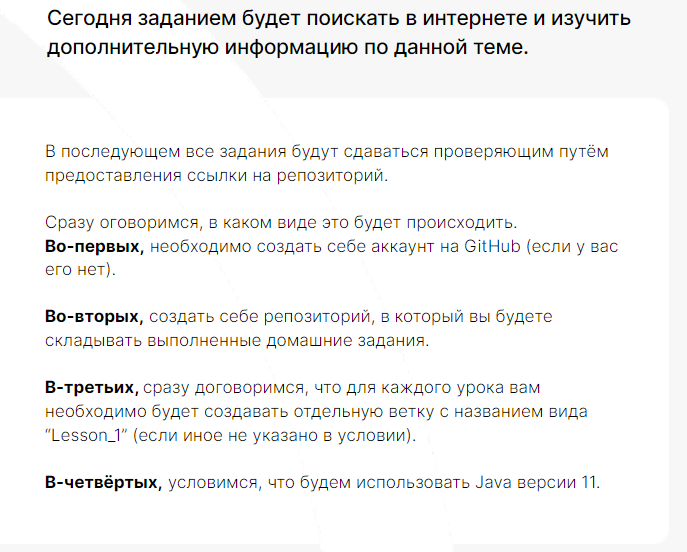 Сегодня заданием будет поискать в интернете и изучить
дополнительную информацию по данной теме.
В последующем все задания будут сдаваться проверяющим путём
предоставления ссылки на репозиторий.
Сразу оговоримся, в каком виде это будет происходить.
Во-первых, необходимо создать себе аккаунт на GitHub (если у вас
его нет).
Во-вторых, создать себе репозиторий, в который вы будете
складывать выполненные домашние задания.
В-третьих, сразу договоримся, что для каждого урока вам
необходимо будет создавать отдельную ветку с названием вида
“Lesson_1” (если иное не указано в условии).
В-четвёртых, условимся, что будем использовать Java версии 11.